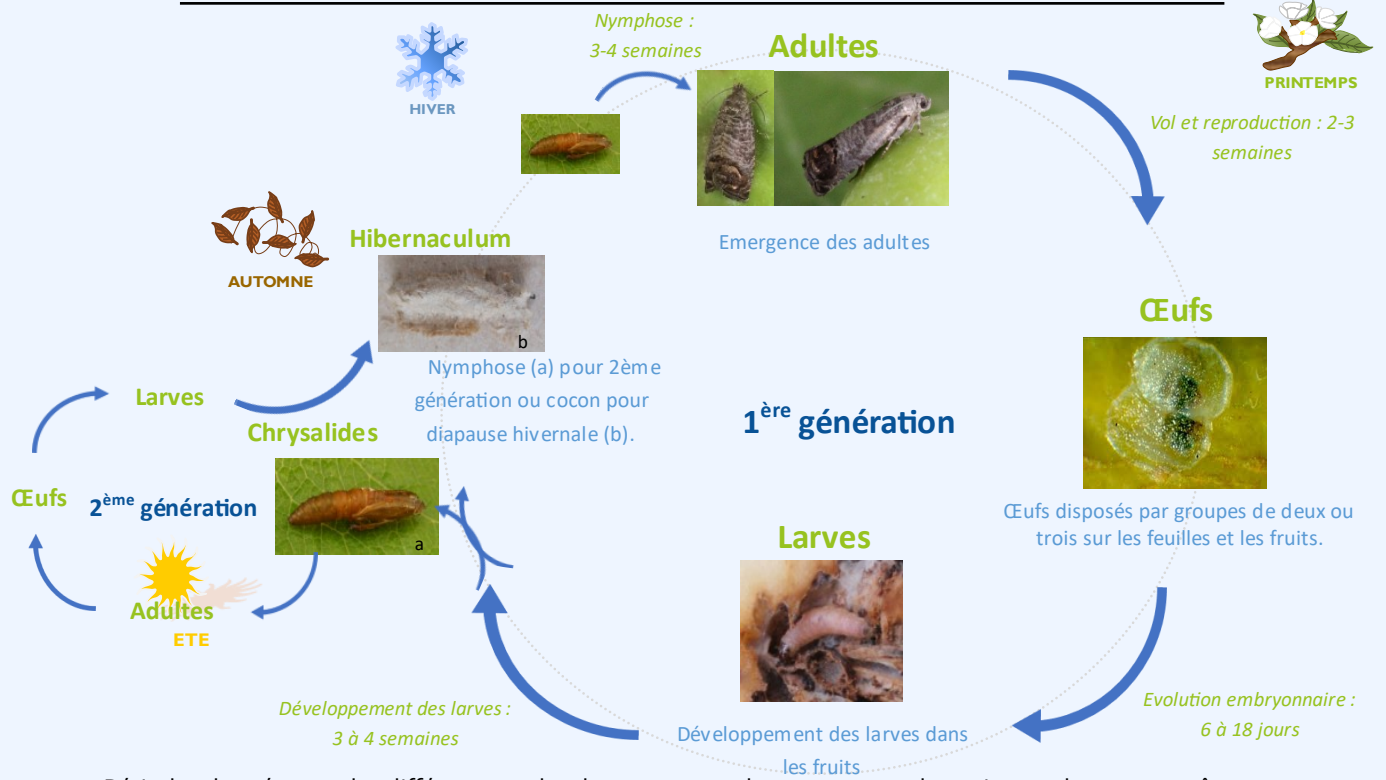 Nymphose :
3-4 semaines
Adultes
HIVER
PRINTEMPS
Vol et reproduction : 2-3
semaines
Emergence des adultes
Hibernaculum
AUTOMNE
b
Œufs
Nymphose (a) pour 2ème
génération ou cocon pour
diapause hivernale (b).
Larves
Chrysalides
1ère génération
Œufs
2ème génération
a
Œufs disposés par groupes de deux ou
trois sur les feuilles et les fruits.
Larves
Adultes
ETE
Développement des larves :
3 à 4 semaines
Développement des larves dans
les fruits
Evolution embryonnaire :
6 à 18 jours